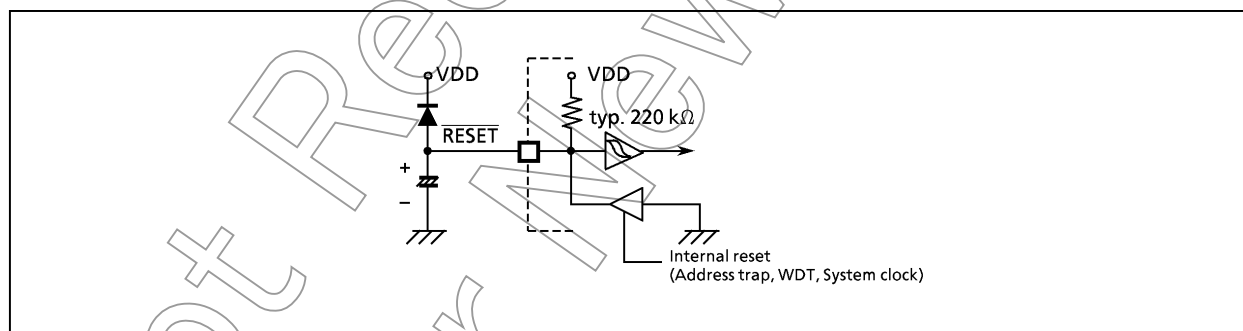 VDD
VDD
typ. 220 kΩ
RESET
+
−
Internal reset
(Address trap, WDT, System clock)